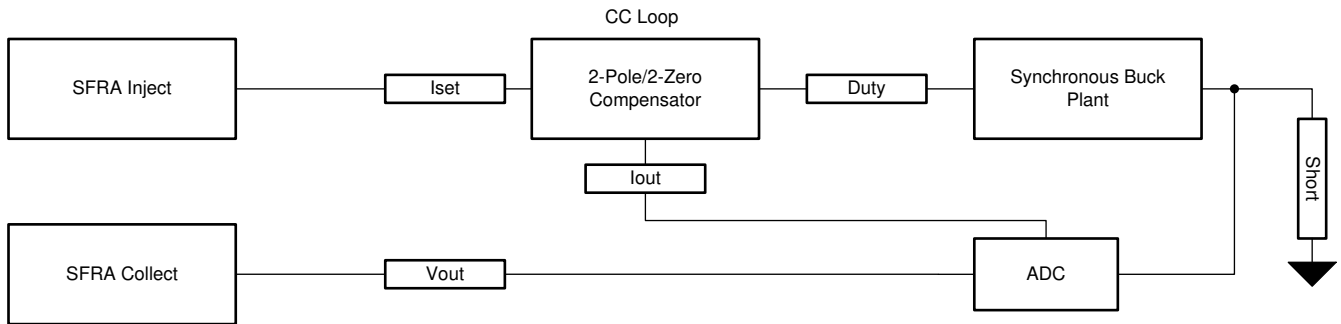 CC Loop
SFRA Inject
Iset
2-Pole/2-Zero
Compensator
Duty
Synchronous Buck
Plant
Iout
Short
SFRA Collect
Vout
ADC